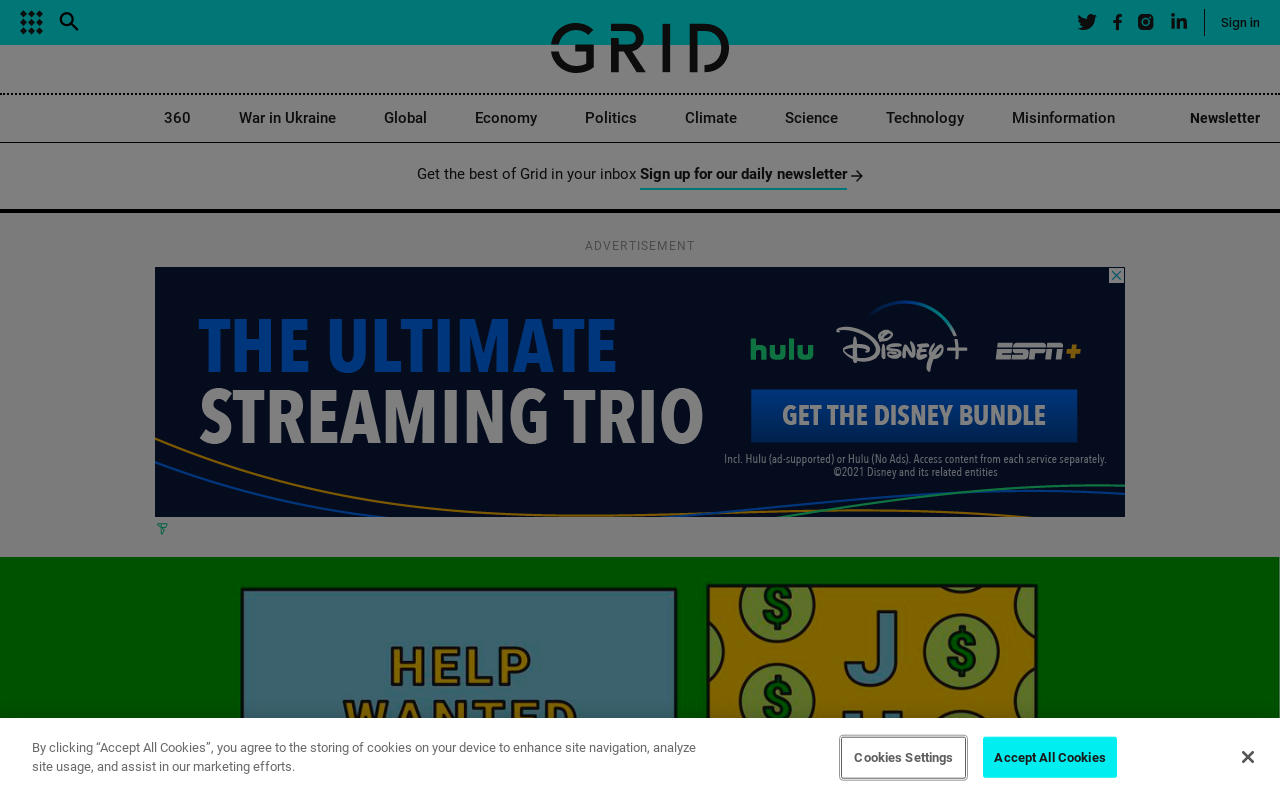 Sign in
GRID
360
War in Ukraine
Global
Economy
Politics
Climate
Science
Technology
Misinformation
Newsletter
Get the best of Grid in your inbox Sign up for our daily newsletter
ADVERTISEMENT
THE ULTIMATE
STREAMING TRIO
hulu Disney+ ESPN+
GET THE DISNEY BUNDLE
Incl. Hulu (ad-supported) or Hulu (No Ads). Access content from each service separately.
©2021 Disney and its related entities
HELP
WANTED
J
$
$
$
$
By clicking “Accept All Cookies”, you agree to the storing of cookies on your device to enhance site navigation, analyze
site usage, and assist in our marketing efforts.
Cookies Settings
Accept All Cookies